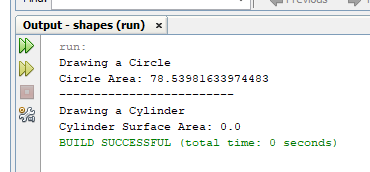 Previous
Output - shapes (run) ×
run:
Drawing a Circle
Circle Area: 78.53981633974483
--------------------------
Drawing a Cylinder
Cylinder Surface Area: 0.0
BUILD SUCCESSFUL (total time: 0 seconds)